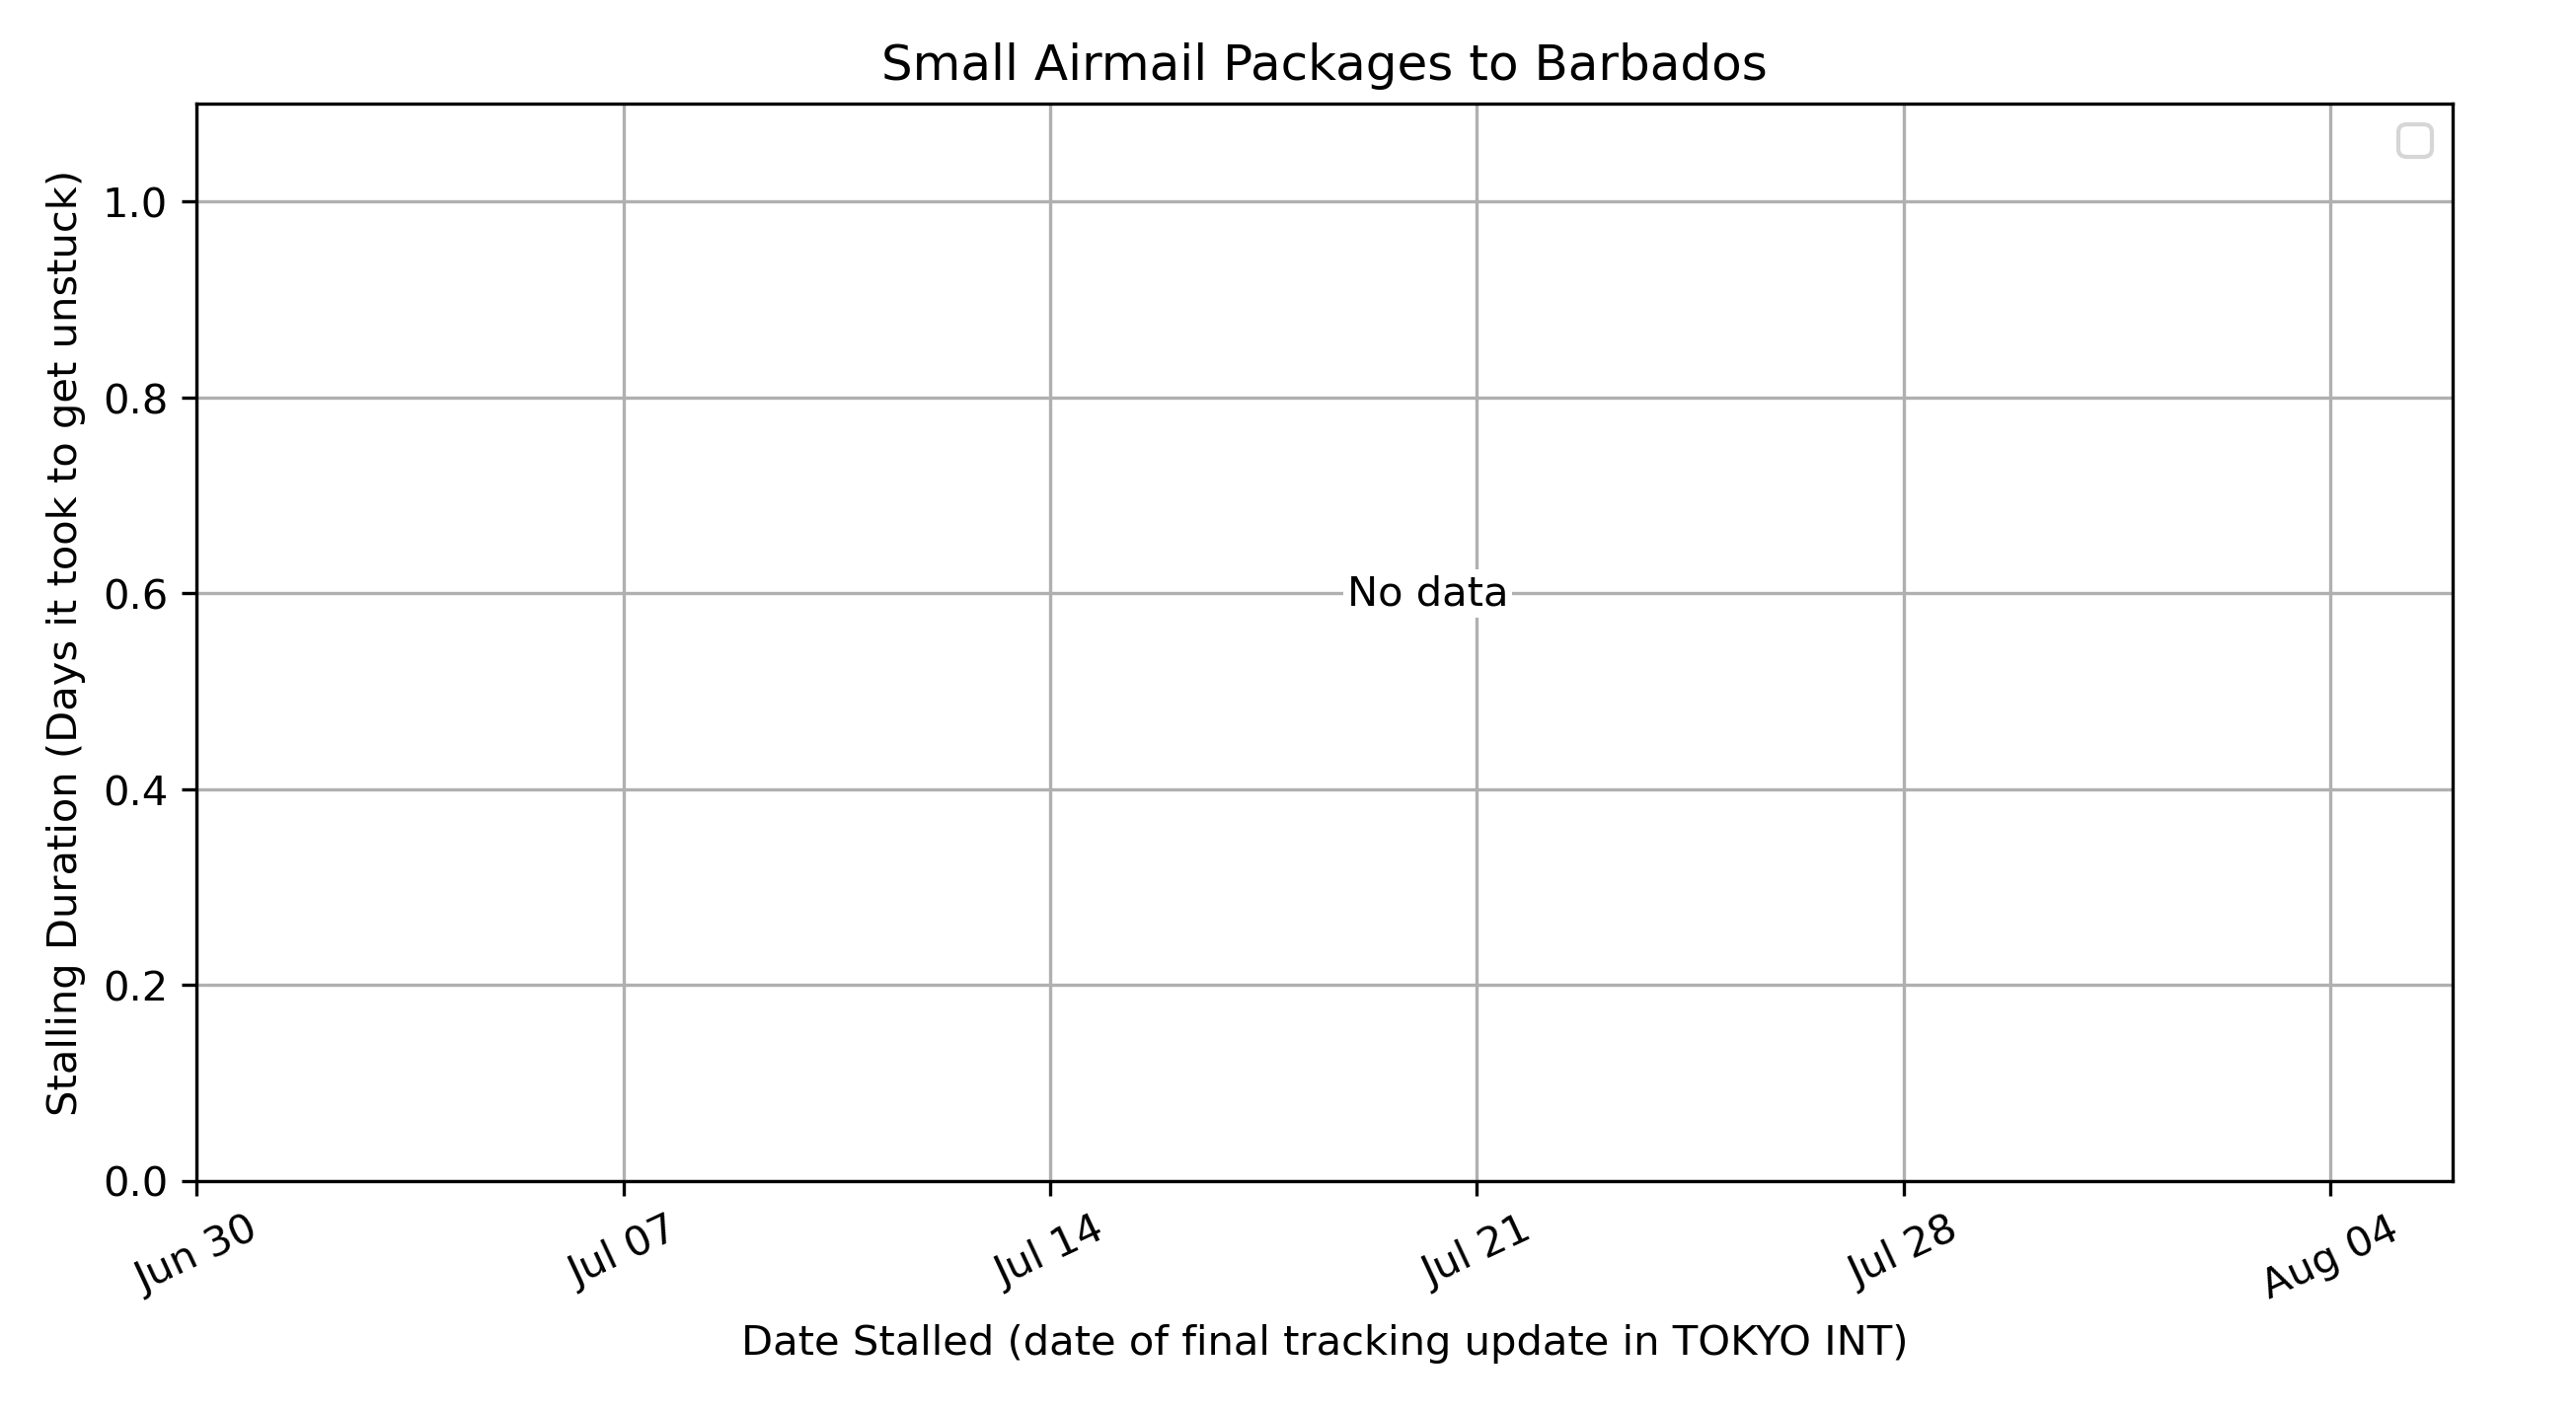 Small Airmail Packages to Barbados
Stalling Duration (Days it took to get unstuck)
1.0
0.8
0.6
0.4
0.2
0.0
No data
Jun 30
Jul 07
Jul 14
Jul 21
Jul 28
Aug 04
Date Stalled (date of final tracking update in TOKYO INT)